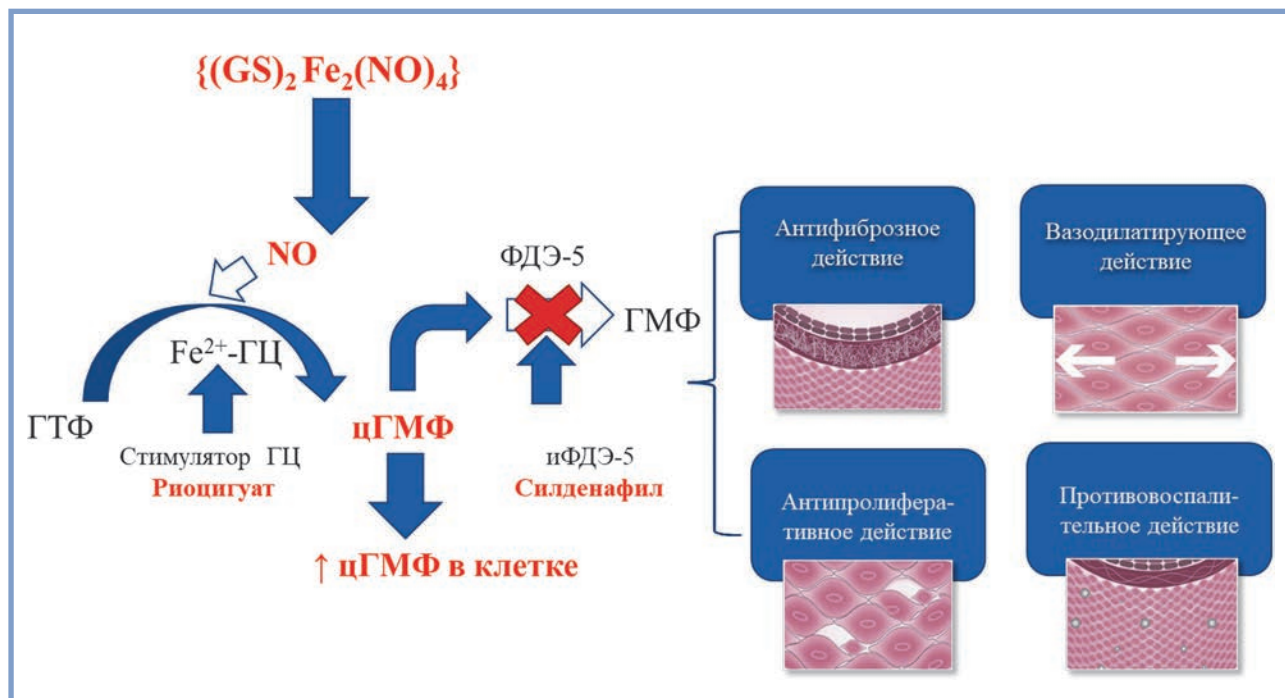 {(GS)₂ Fe₂(NO)₄}
NO
Fe²⁺-ГЦ
ГТФ
Стимулятор ГЦ
Риоцигуат
цГМФ
↑ цГМФ в клетке
ФДЭ-5
ГМФ
иФДЭ-5
Силденафил
Антифиброзное
действие
Вазодилатирующее
действие
Антипролифера-
тивное действие
Противовоспали-
тельное действие